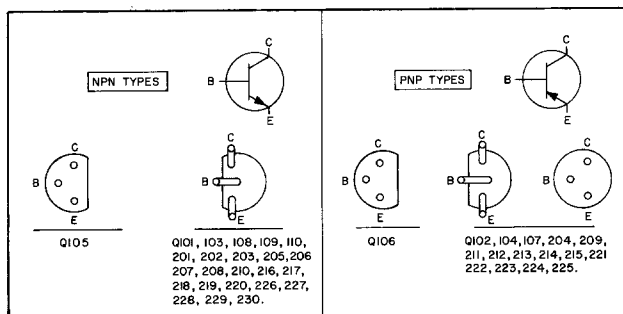 NPN TYPES
C
B
E
C
B
E
Q105
C
B
E
Q101, 103, 108, 109, 110,
201, 202, 203, 205, 206
207, 208, 210, 216, 217,
218, 219, 220, 226, 227,
228, 229, 230.
PNP TYPES
C
B
E
C
B
E
Q106
C
B
E
C
B
E
Q102, 104, 107, 204, 209,
211, 212, 213, 214, 215, 221
222, 223, 224, 225.